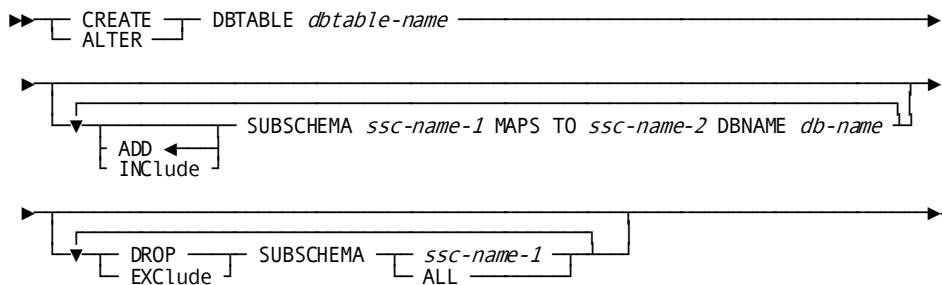 CREATE DBTABLE dbtable-name
ALTER
SUBSCHEMA ssc-name-1 MAPS TO ssc-name-2 DBNAME db-name
ADD
INClude
DROP SUBSCHEMA ssc-name-1
EXClude ALL